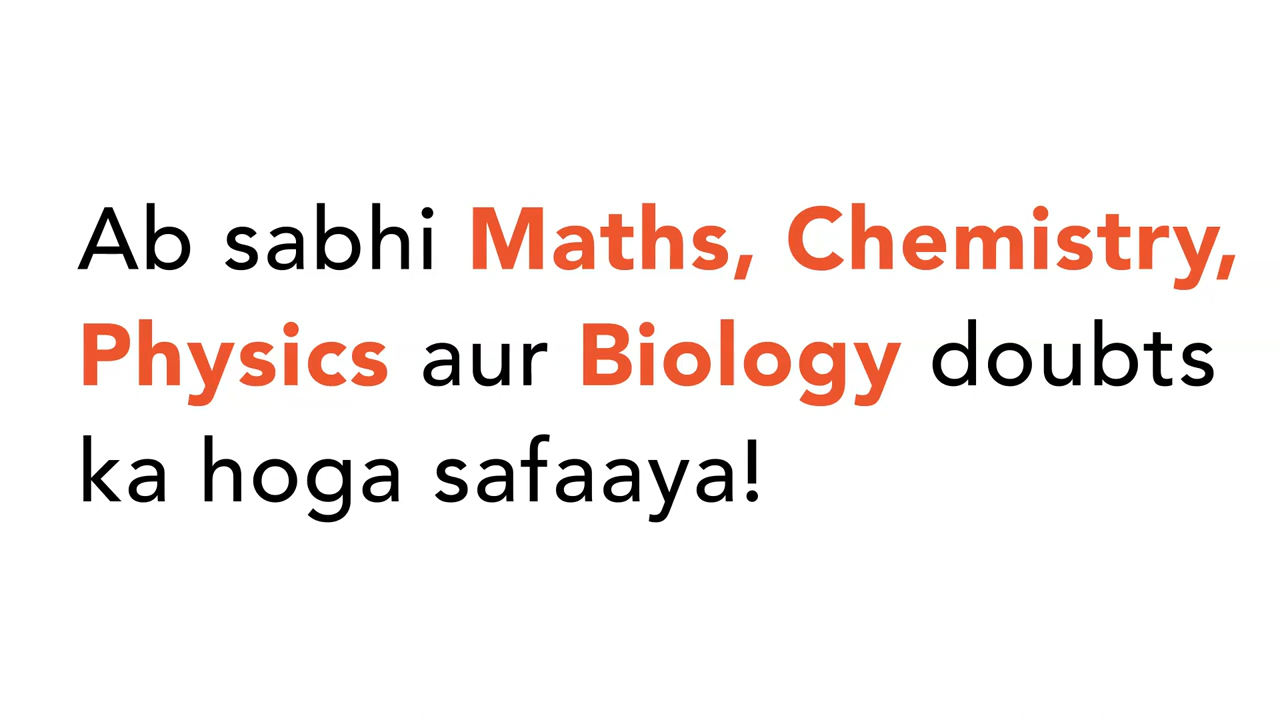 Ab sabhi Maths, Chemistry,
Physics aur Biology doubts
ka hoga safaaya!